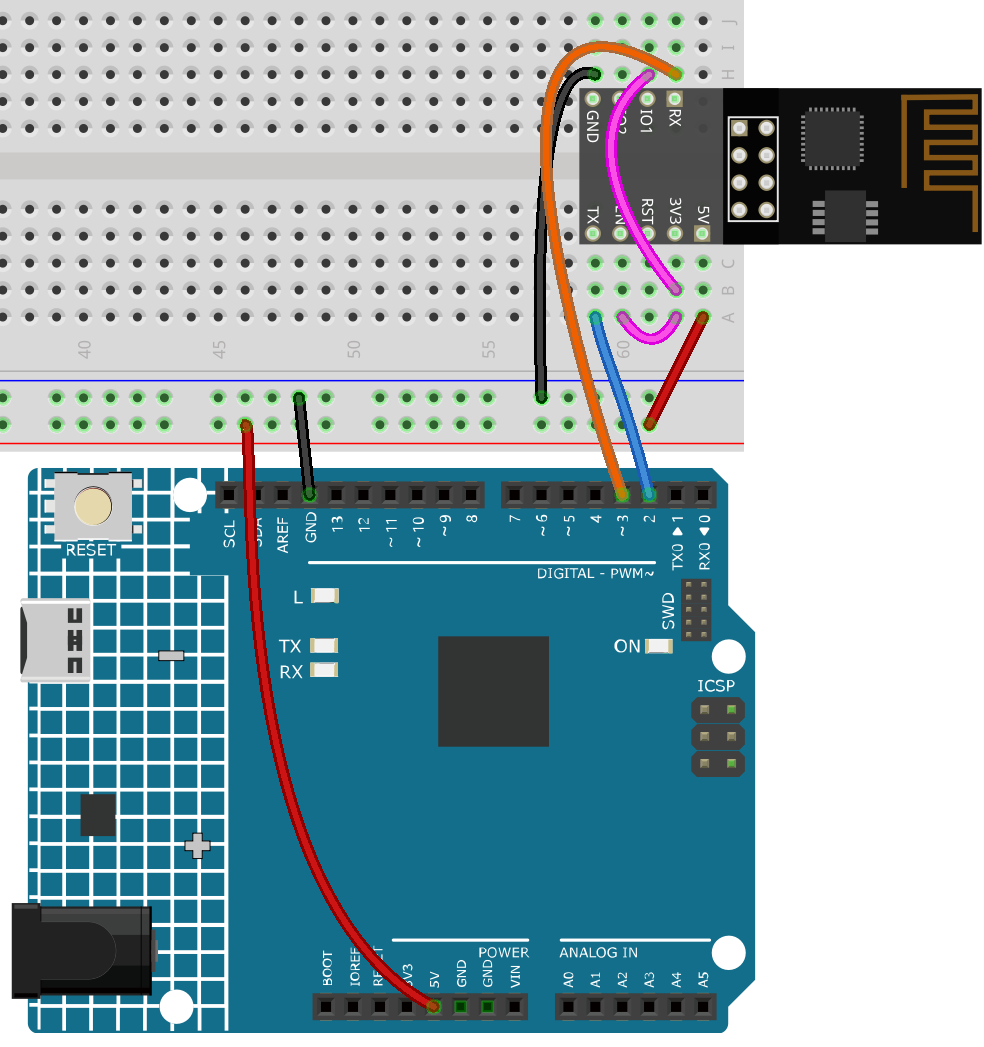 J
I
H
GND
IO1
RX
TX
RST
3V3
5V
C
B
A
40
45
50
55
60
RESET
SCL
SDA
AREF
GND
13
12
~11
~10
~9
8
7
~6
~5
4
~3
2
TX0 ▶ 1
RX0 ◀ 0
DIGITAL - PWM~
L
TX
RX
ON
SWD
ICSP
POWER
ANALOG IN
BOOT
IOREF
RESET
3V3
5V
GND
GND
VIN
A0
A1
A2
A3
A4
A5